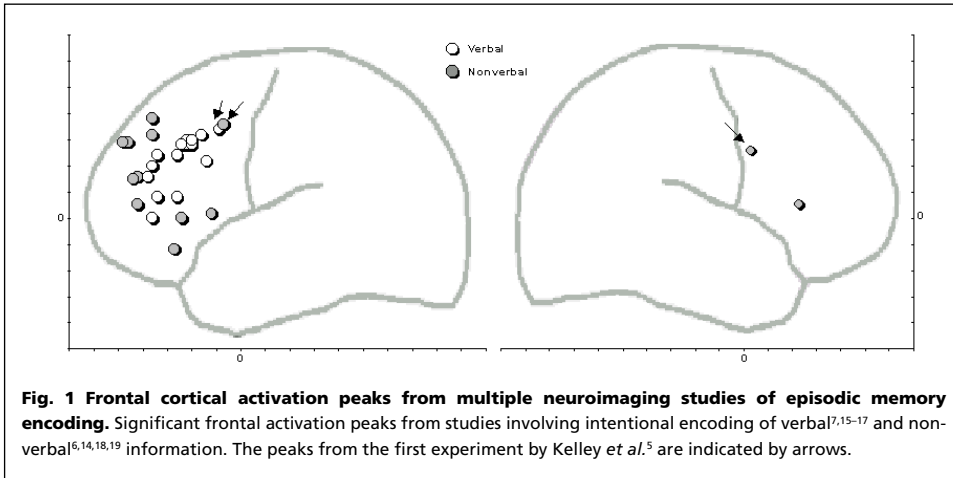 Verbal
Nonverbal
0
0
0
0
Fig. 1 Frontal cortical activation peaks from multiple neuroimaging studies of episodic memory
encoding. Significant frontal activation peaks from studies involving intentional encoding of verbal7,15–17 and non-
verbal6,14,18,19 information. The peaks from the first experiment by Kelley et al.5 are indicated by arrows.